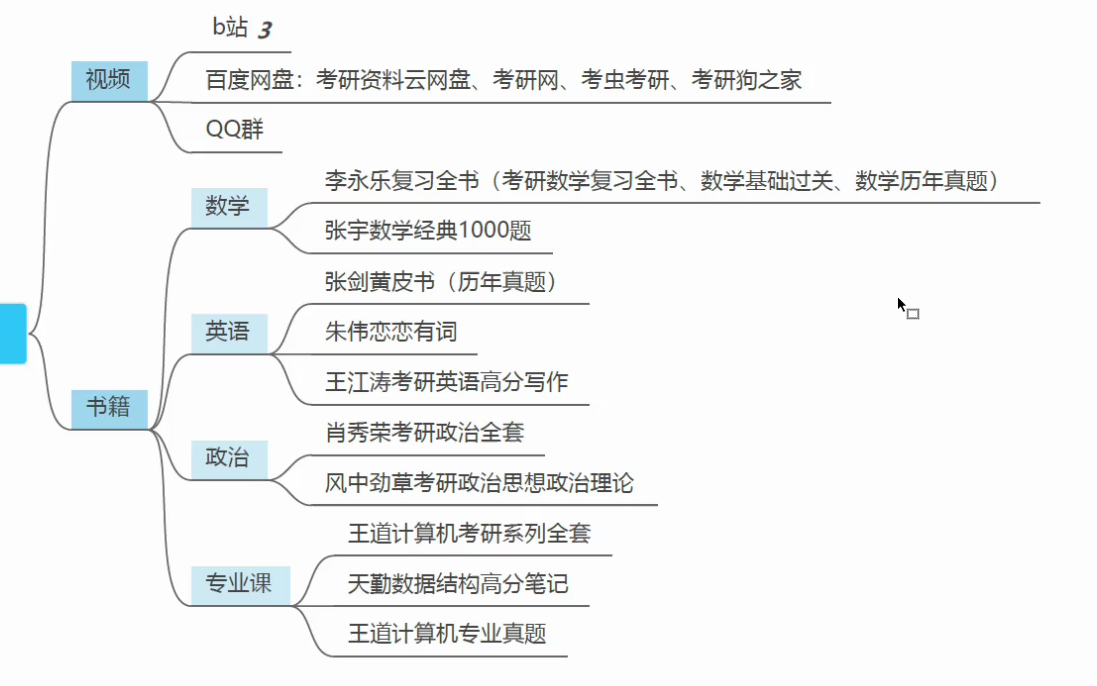 b站 3
视频
百度网盘：考研资料云网盘、考研网、考虫考研、考研狗之家
QQ群
书籍
数学
李永乐复习全书（考研数学复习全书、数学基础过关、数学历年真题）
张宇数学经典1000题
英语
张剑黄皮书（历年真题）
朱伟恋恋有词
王江涛考研英语高分写作
政治
肖秀荣考研政治全套
风中劲草考研政治思想政治理论
专业课
王道计算机考研系列全套
天勤数据结构高分笔记
王道计算机专业真题